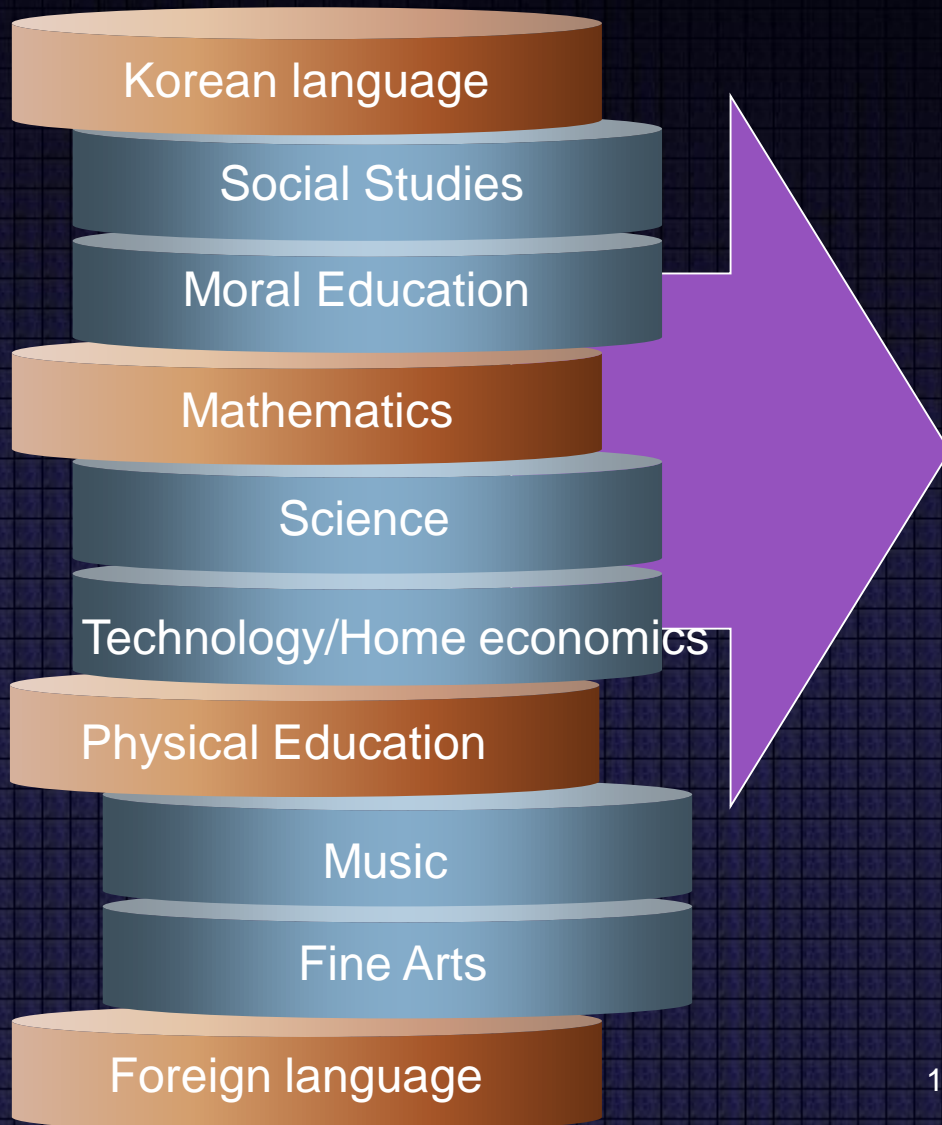 Korean language
Social Studies
Moral Education
Mathematics
Science
Technology/Home economics
Physical Education
Music
Fine Arts
Foreign language
1